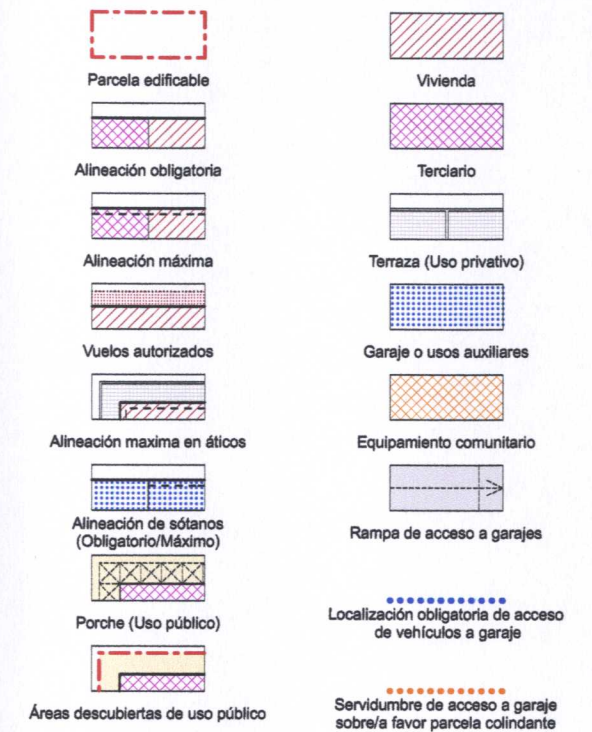 Parcela edificable
Alineación obligatoria
Alineación máxima
Vuelos autorizados
Alineación maxima en áticos
Alineación de sótanos
(Obligatorio/Máximo)
Porche (Uso público)
Áreas descubiertas de uso público
Vivienda
Terciario
Terraza (Uso privativo)
Garaje o usos auxiliares
Equipamiento comunitario
Rampa de acceso a garajes
Localización obligatoria de acceso
de vehículos a garaje
Servidumbre de acceso a garaje
sobre/a favor parcela colindante